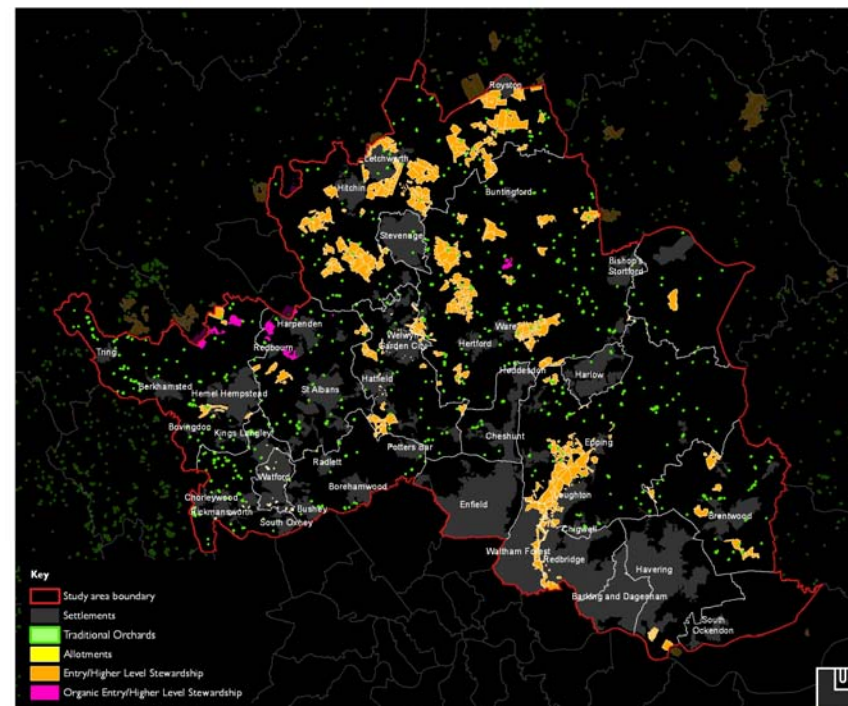 Royston
Letchworth
Hitchin
Buntingford
Stevenage
Bishop's
Stortford
Harpenden
Welwyn
Garden City
Ware
Tring
Redbourn
Hertford
Berkhamsted
Hatfield
Hoddesdon
Harlow
Hemel Hempstead
St Albans
Bovingdon
Kings Langley
Cheshunt
Epping
Potters Bar
Radlett
Watford
Loughton
Chorleywood
Borehamwood
Enfield
Rickmansworth
Bushey
Brentwood
South Oxhey
Chigwell
Waltham Forest
Redbridge
Havering
Barking and Dagenham
South
Ockendon
Key
Study area boundary
Settlements
Traditional Orchards
Allotments
Entry/Higher Level Stewardship
Organic Entry/Higher Level Stewardship